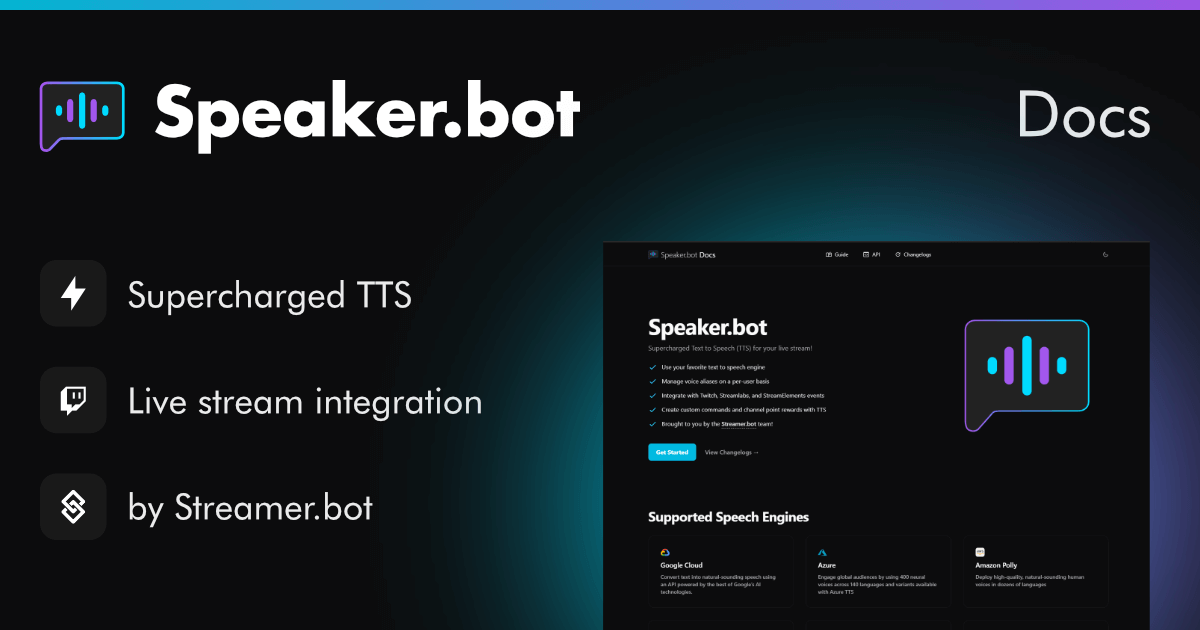 Speaker.bot
Docs
Supercharged TTS
Live stream integration
by Streamer.bot
Speaker.bot Docs
Guide
API
Changelogs
Speaker.bot
Supercharged Text to Speech (TTS) for your live stream!
Use your favorite text to speech engine
Manage voice aliases on a per-user basis
Integrate with Twitch, Streamlabs, and StreamElements events
Create custom commands and channel point rewards with TTS
Brought to you by the Streamer.bot team!
Get Started
View Changelogs →
Supported Speech Engines
Google Cloud
Convert text into natural-sounding speech using
an API powered by the best of Google's AI
technologies.
Azure
Engage global audiences by using 400 neural
voices across 140 languages and variants available
with Azure TTS
Amazon Polly
Deploy high-quality, natural-sounding human
voices in dozens of languages